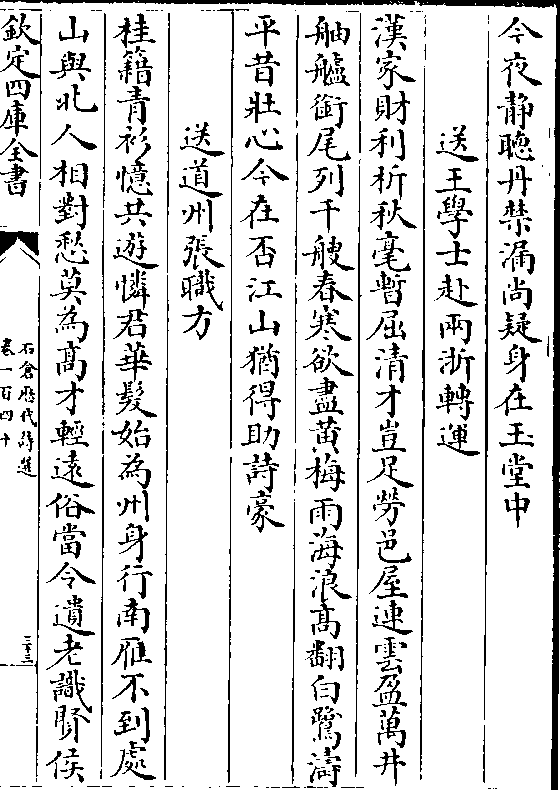 今夜静聽丹禁漏尚疑身在玉堂中
送王學士赴兩浙轉運
漢家財利析秋毫暫屈清才豈足勞邑屋連雲盈萬井
舳艫銜尾列千艘春寒欲盡黄梅雨海浪髙翻白鷺濤
平昔壯心今在否江山猶得助詩豪
送道州張職方
桂籍青衫憶共遊憐君華髮始為州身行南雁不到處
山與北人相對愁莫為髙才輕遠俗當今遺老識賢侯
欽定四庫全書
石倉歴代詩選
卷一百四十
三十三